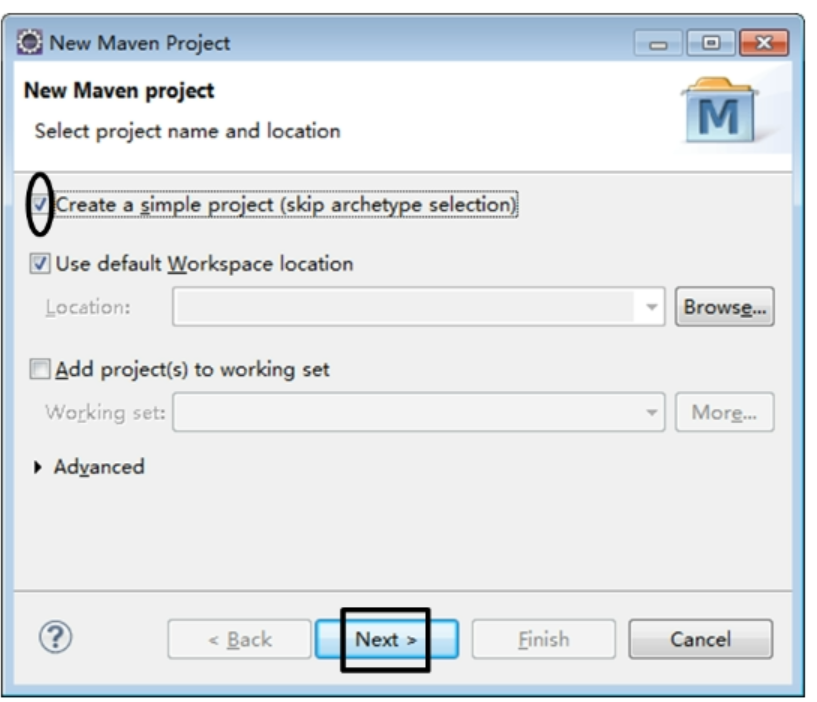 New Maven Project
New Maven project
Select project name and location
M
Create a simple project (skip archetype selection)
Use default Workspace location
Location:
Browse...
Add project(s) to working set
Working set:
More...
Advanced
?
< Back
Next >
Finish
Cancel